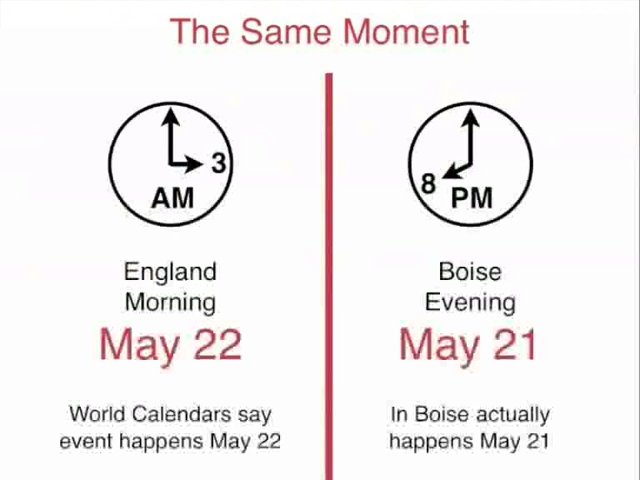 The Same Moment
3
AM
England
Morning
May 22
World Calendars say
event happens May 22
8
PM
Boise
Evening
May 21
In Boise actually
happens May 21